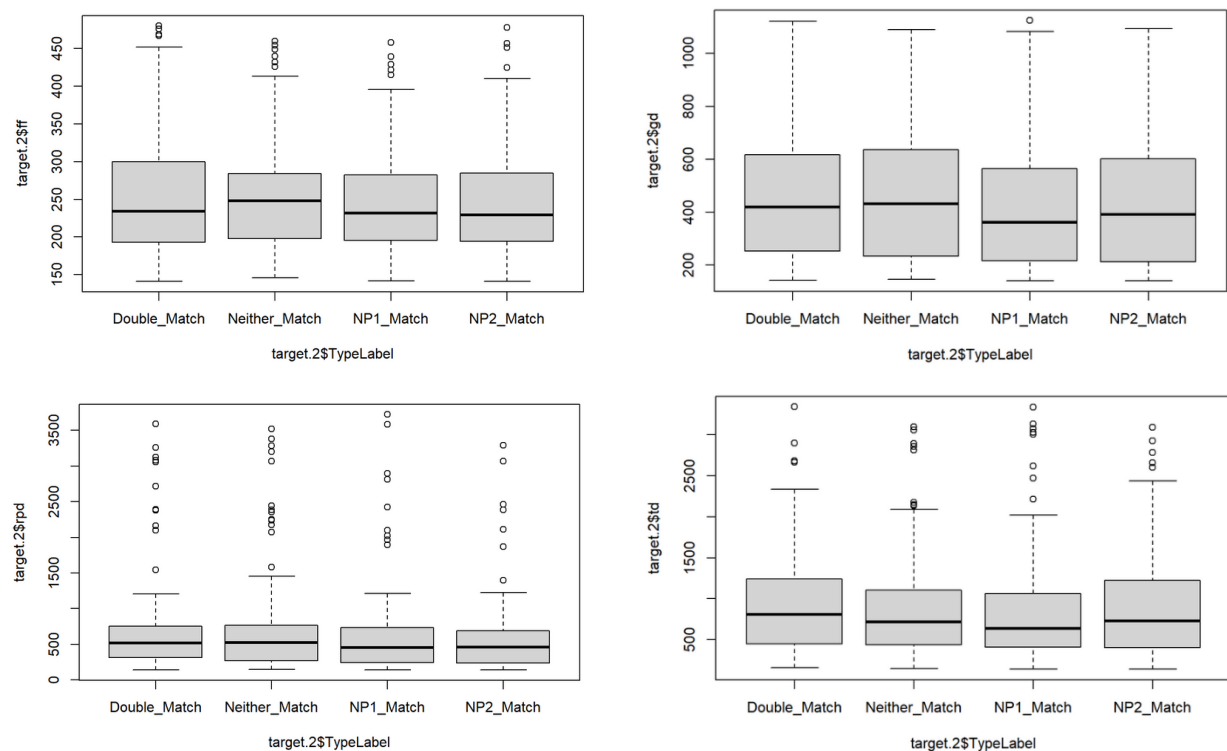 target.2$ff
450
400
350
300
250
200
150
Double_Match Neither_Match NP1_Match NP2_Match
target.2$TypeLabel
target.2$gd
1000
800
600
400
200
Double_Match Neither_Match NP1_Match NP2_Match
target.2$TypeLabel
target.2$rpd
3500
2500
1500
500
0
Double_Match Neither_Match NP1_Match NP2_Match
target.2$TypeLabel
target.2$td
2500
1500
500
Double_Match Neither_Match NP1_Match NP2_Match
target.2$TypeLabel